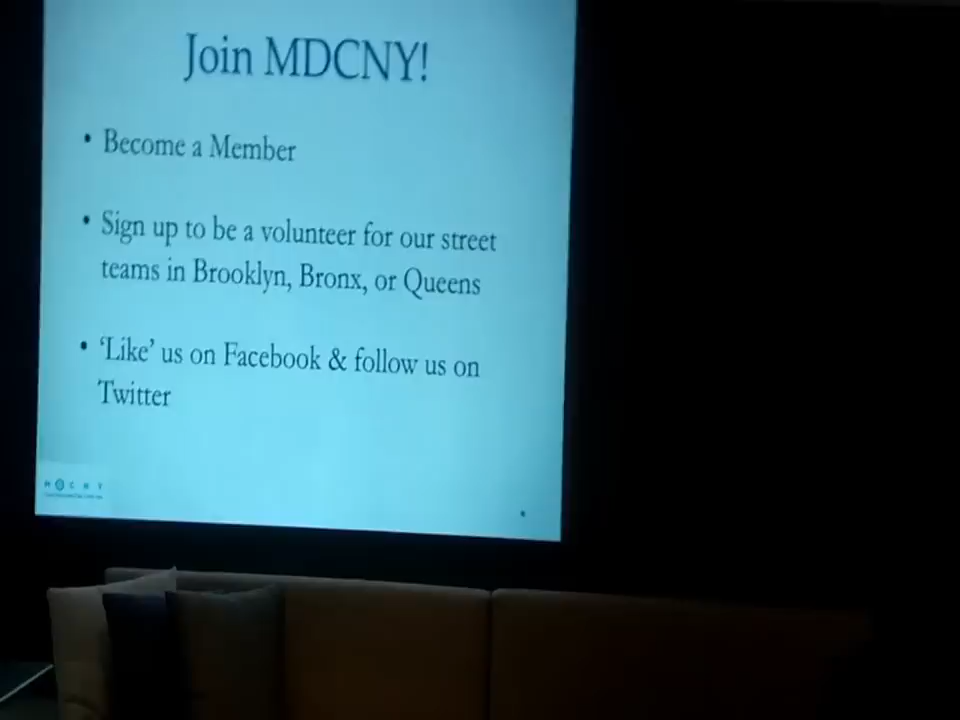 Join MDCNY!
• Become a Member
• Sign up to be a volunteer for our street
teams in Brooklyn, Bronx, or Queens
• ‘Like’ us on Facebook & follow us on
Twitter